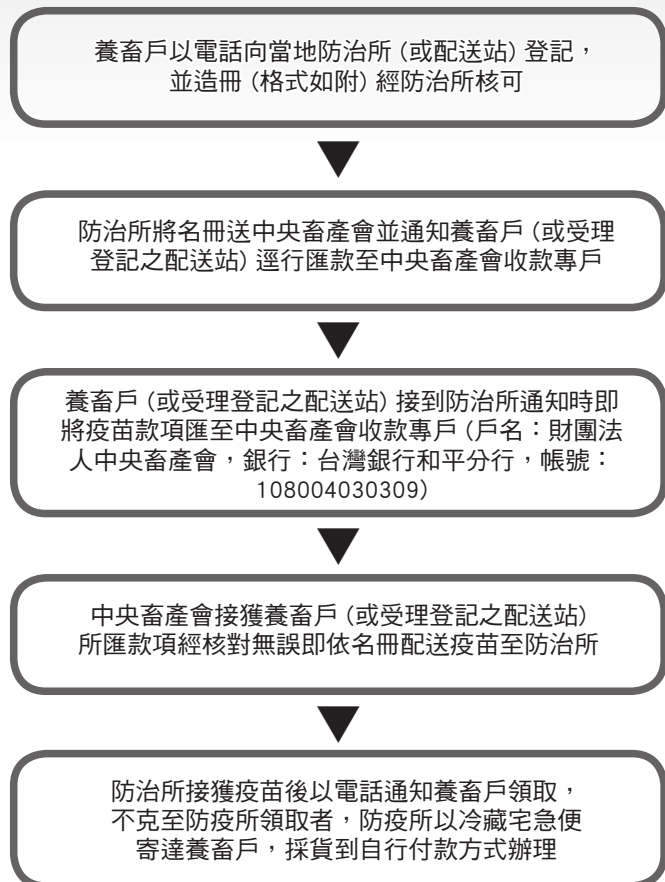 養畜戶以電話向當地防治所 (或配送站) 登記，
並造冊 (格式如附) 經防治所核可
防治所將名冊送中央畜產會並通知養畜戶 (或受理
登記之配送站) 逕行匯款至中央畜產會收款專戶
養畜戶 (或受理登記之配送站) 接到防治所通知時即
將疫苗款項匯至中央畜產會收款專戶 (戶名：財團法
人中央畜產會，銀行：台灣銀行和平分行，帳號：
108004030309)
中央畜產會接獲養畜戶 (或受理登記之配送站)
所匯款項經核對無誤即依名冊配送疫苗至防治所
防治所接獲疫苗後以電話通知養畜戶領取，
不克至防疫所領取者，防疫所以冷藏宅急便
寄達養畜戶，採貨到自行付款方式辦理